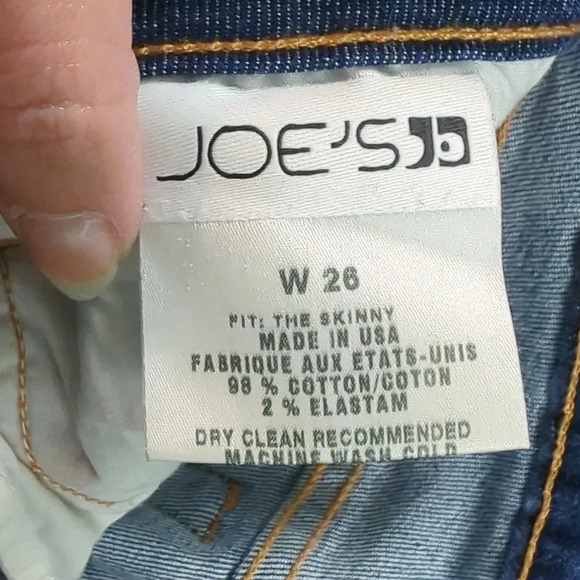 JOE'S
W 26
FIT: THE SKINNY
MADE IN USA
FABRIQUE AUX ETATS-UNIS
98 % COTTON/COTON
2 % ELASTAM
DRY CLEAN RECOMMENDED
MACHINE WASH COLD